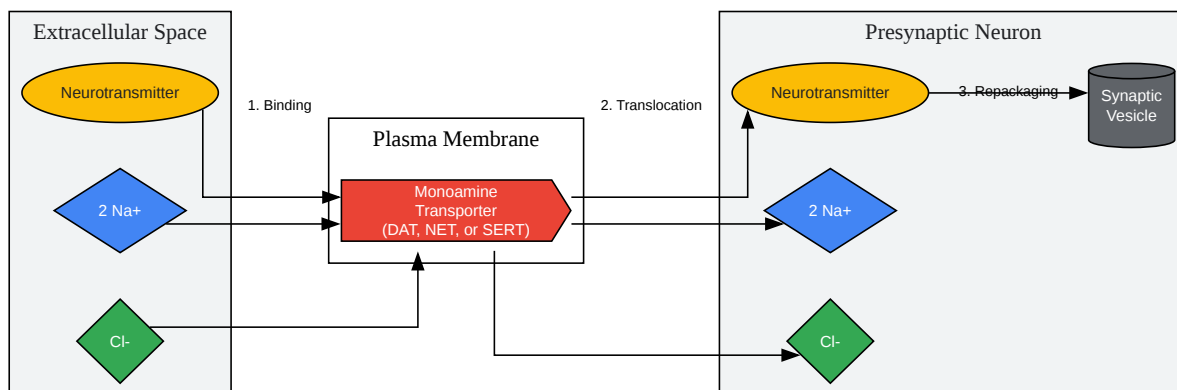 Extracellular Space
Presynaptic Neuron
Neurotransmitter
1. Binding
2. Translocation
Neurotransmitter
3. Repackaging
Synaptic
Vesicle
Plasma Membrane
Monoamine
Transporter
(DAT, NET, or SERT)
2 Na+
2 Na+
Cl-
Cl-